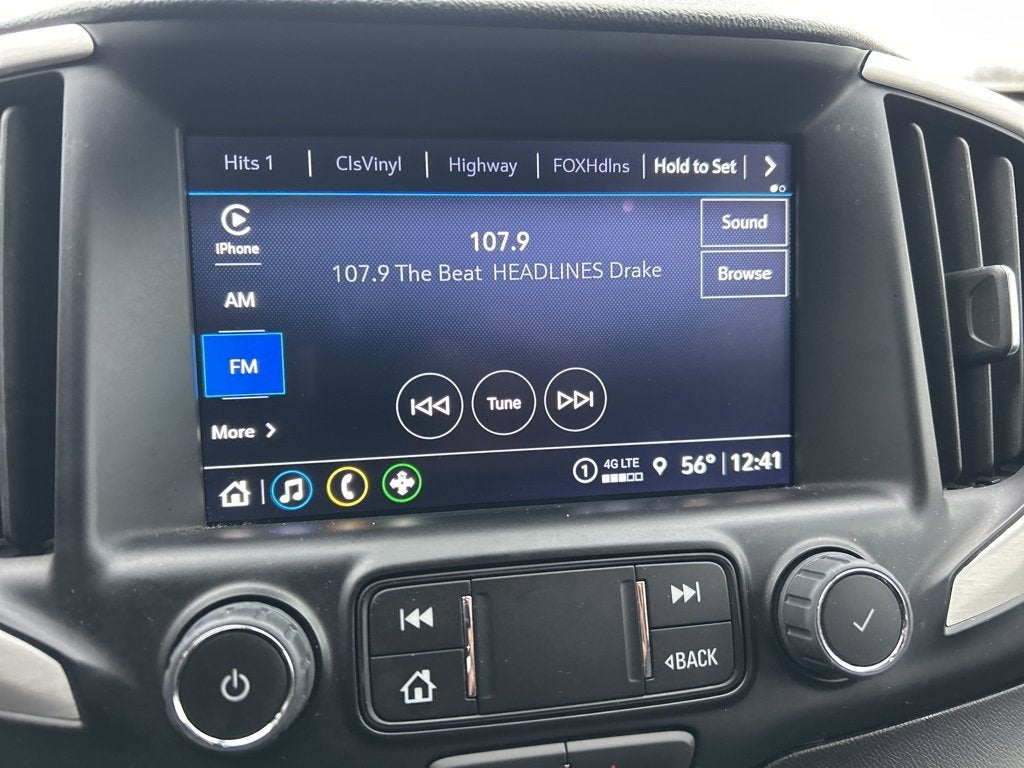 Hits 1 | ClsVinyl | Highway | FOXHdlns | Hold to Set |
iPhone
107.9
Sound
107.9 The Beat HEADLINES Drake
Browse
AM
FM
Tune
More
1 4G LTE 56° | 12:41
BACK